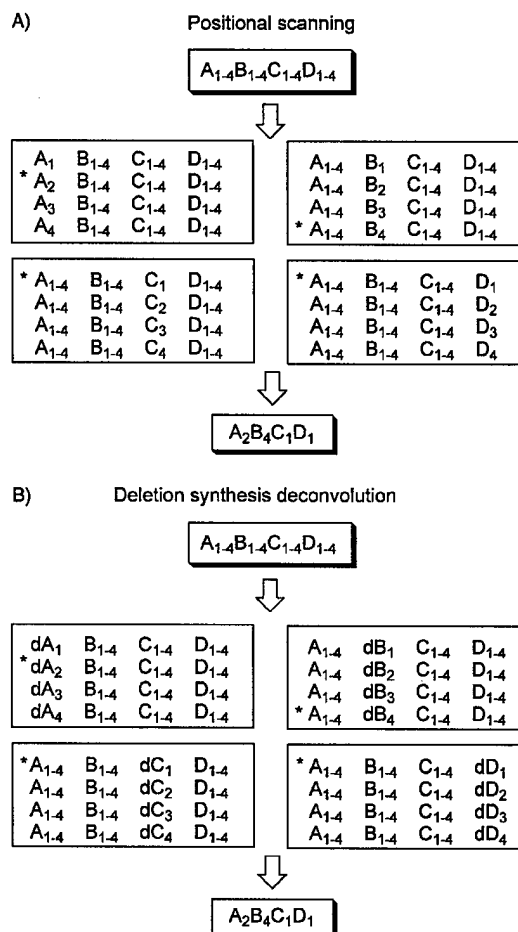 A) Positional scanning
A₁₋₄B₁₋₄C₁₋₄D₁₋₄
A₁ B₁₋₄ C₁₋₄ D₁₋₄
* A₂ B₁₋₄ C₁₋₄ D₁₋₄
A₃ B₁₋₄ C₁₋₄ D₁₋₄
A₄ B₁₋₄ C₁₋₄ D₁₋₄
A₁₋₄ B₁ C₁₋₄ D₁₋₄
A₁₋₄ B₂ C₁₋₄ D₁₋₄
A₁₋₄ B₃ C₁₋₄ D₁₋₄
* A₁₋₄ B₄ C₁₋₄ D₁₋₄
* A₁₋₄ B₁₋₄ C₁ D₁₋₄
A₁₋₄ B₁₋₄ C₂ D₁₋₄
A₁₋₄ B₁₋₄ C₃ D₁₋₄
A₁₋₄ B₁₋₄ C₄ D₁₋₄
* A₁₋₄ B₁₋₄ C₁₋₄ D₁
A₁₋₄ B₁₋₄ C₁₋₄ D₂
A₁₋₄ B₁₋₄ C₁₋₄ D₃
A₁₋₄ B₁₋₄ C₁₋₄ D₄
A₂B₄C₁D₁
B) Deletion synthesis deconvolution
A₁₋₄B₁₋₄C₁₋₄D₁₋₄
dA₁ B₁₋₄ C₁₋₄ D₁₋₄
* dA₂ B₁₋₄ C₁₋₄ D₁₋₄
dA₃ B₁₋₄ C₁₋₄ D₁₋₄
dA₄ B₁₋₄ C₁₋₄ D₁₋₄
A₁₋₄ dB₁ C₁₋₄ D₁₋₄
A₁₋₄ dB₂ C₁₋₄ D₁₋₄
A₁₋₄ dB₃ C₁₋₄ D₁₋₄
* A₁₋₄ dB₄ C₁₋₄ D₁₋₄
* A₁₋₄ B₁₋₄ dC₁ D₁₋₄
A₁₋₄ B₁₋₄ dC₂ D₁₋₄
A₁₋₄ B₁₋₄ dC₃ D₁₋₄
A₁₋₄ B₁₋₄ dC₄ D₁₋₄
* A₁₋₄ B₁₋₄ C₁₋₄ dD₁
A₁₋₄ B₁₋₄ C₁₋₄ dD₂
A₁₋₄ B₁₋₄ C₁₋₄ dD₃
A₁₋₄ B₁₋₄ C₁₋₄ dD₄
A₂B₄C₁D₁